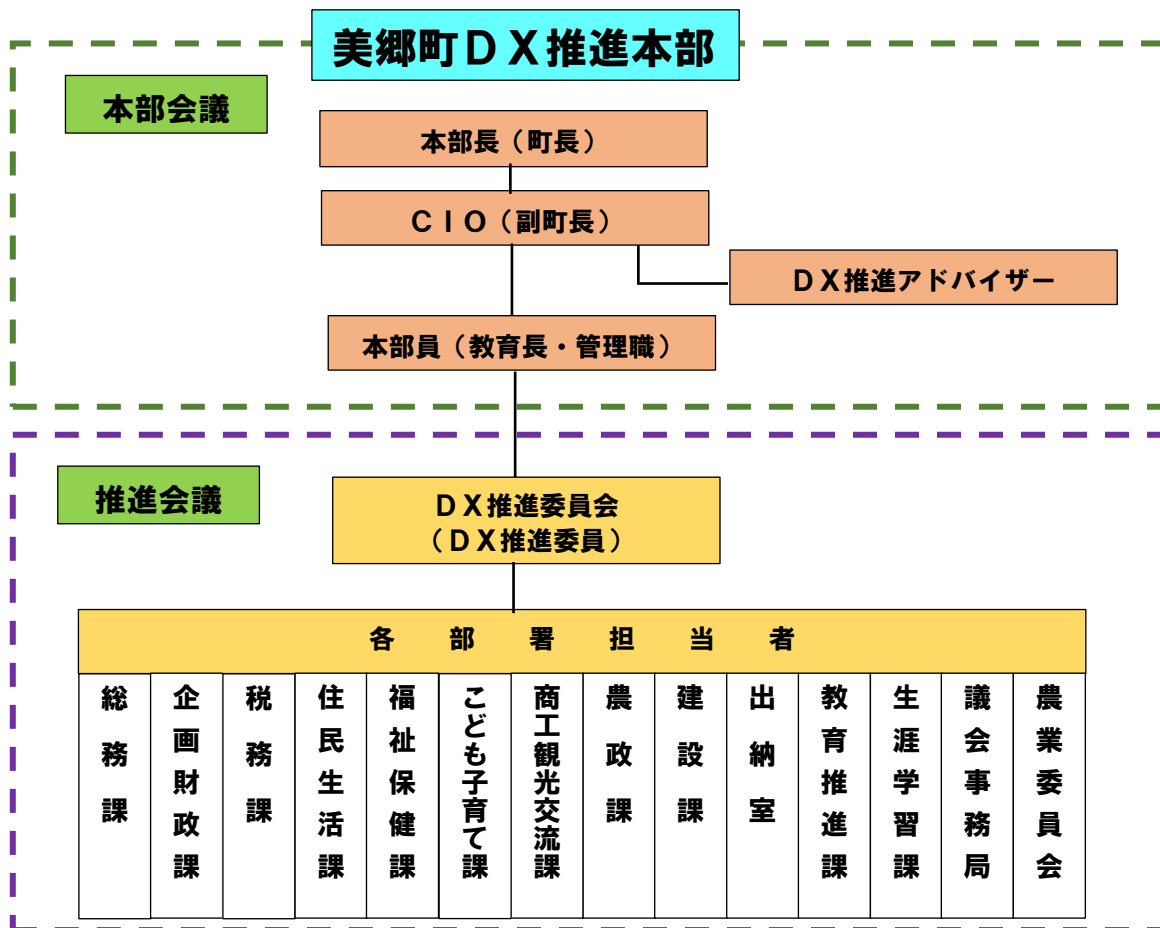 美郷町ＤＸ推進本部
本部会議
本部長（町長）
ＣＩＯ（副町長）
ＤＸ推進アドバイザー
本部員（教育長・管理職）
推進会議
ＤＸ推進委員会
（ＤＸ推進委員）
各部署担当者
総務課
企画財政課
税務課
住民生活課
福祉保健課
こども子育て課
商工観光交流課
農政課
建設課
出納室
教育推進課
生涯学習課
議会事務局
農業委員会